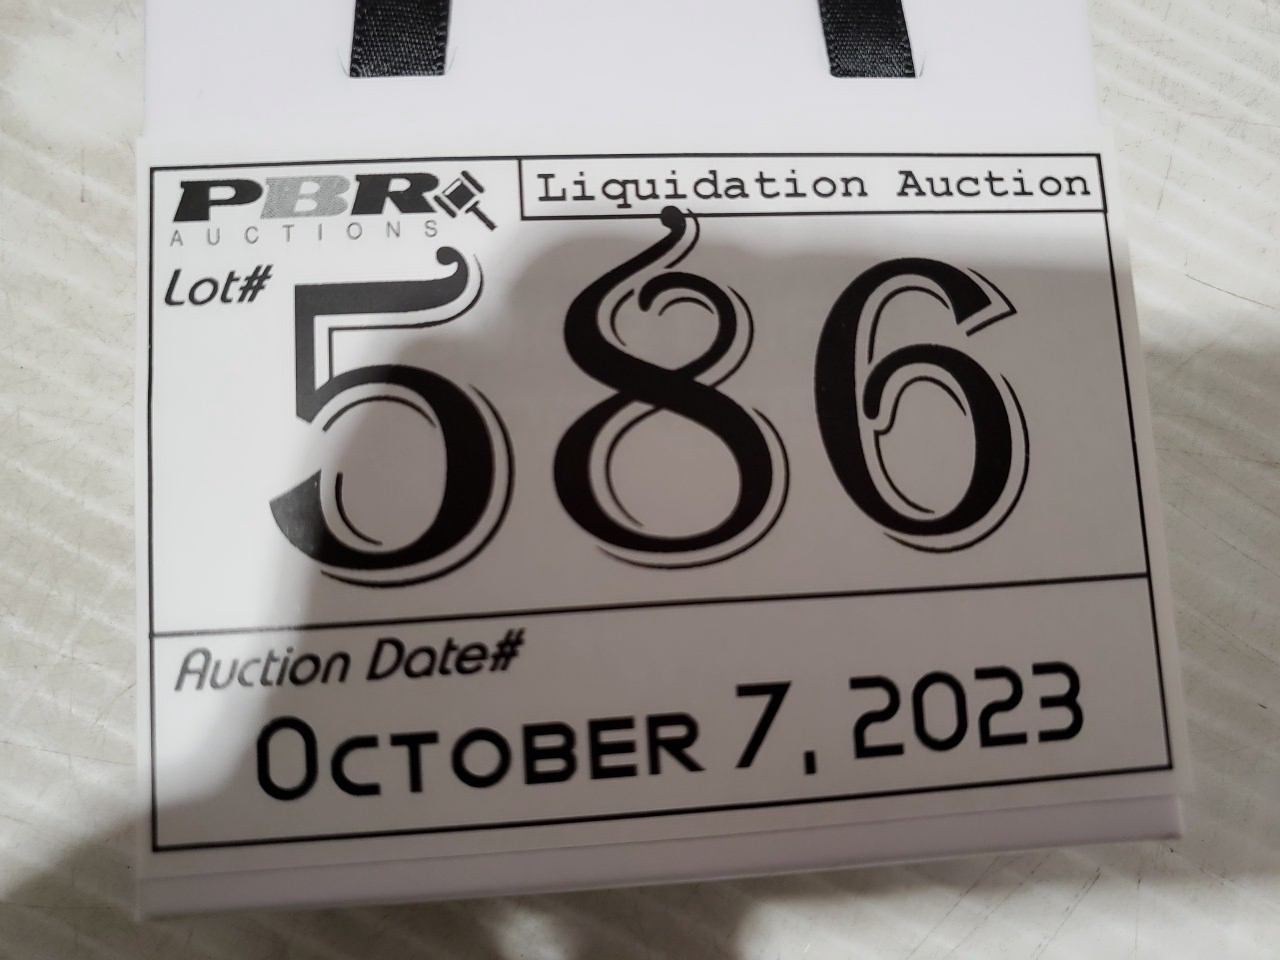 PBR
AUCTIONS
Liquidation Auction
Lot#
586
Auction Date#
October 7, 2023